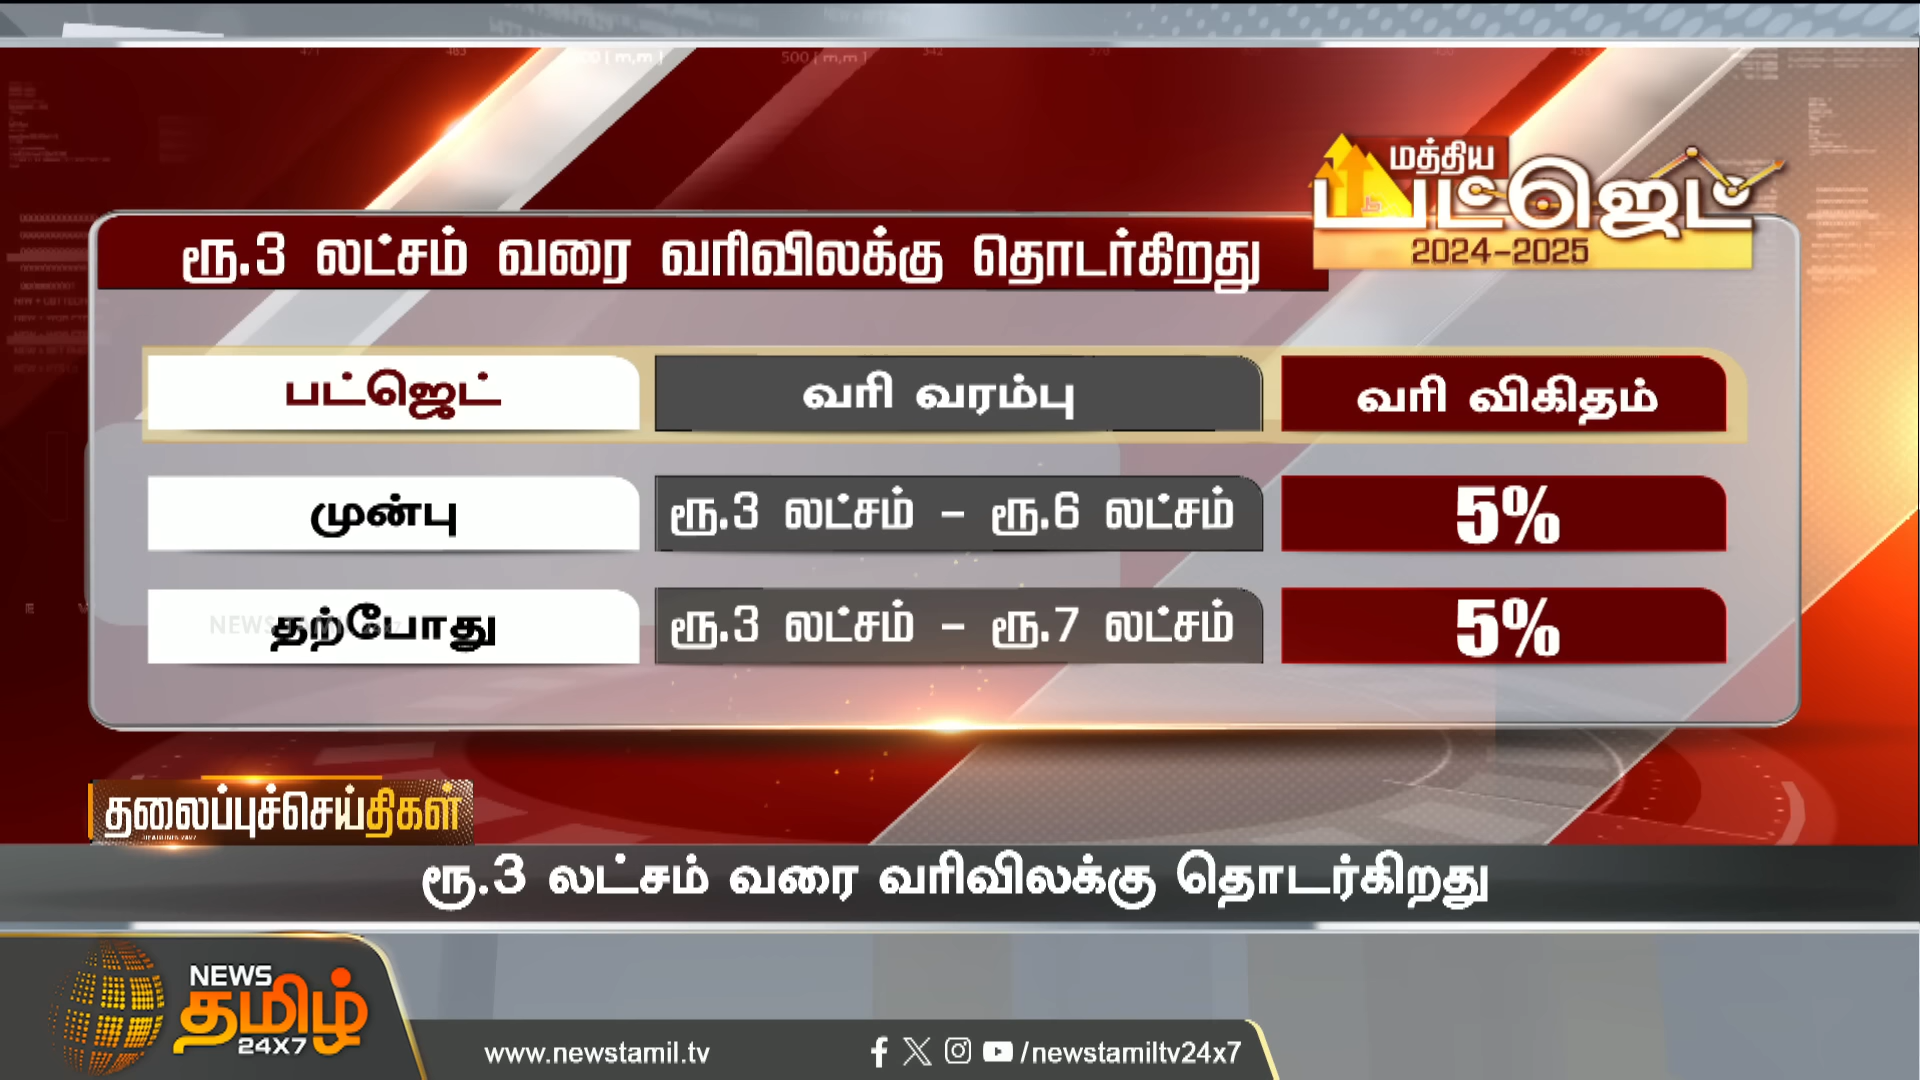 மத்திய
பட்ஜெட்
2024-2025
ரூ.3 லட்சம் வரை வரிவிலக்கு தொடர்கிறது
பட்ஜெட் வரி வரம்பு வரி விகிதம்
முன்பு ரூ.3 லட்சம் - ரூ.6 லட்சம் 5%
தற்போது ரூ.3 லட்சம் - ரூ.7 லட்சம் 5%
தலைப்புச்செய்திகள்
ரூ.3 லட்சம் வரை வரிவிலக்கு தொடர்கிறது
NEWS
தமிழ்
24X7
www.newstamil.tv
/newstamiltv24x7